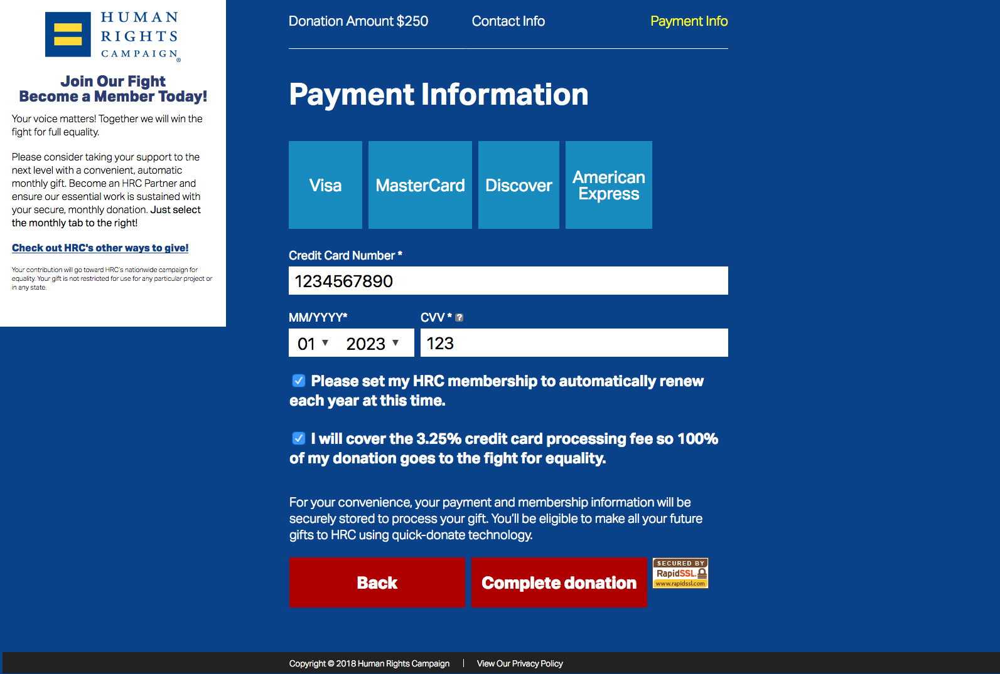 HUMAN
RIGHTS
CAMPAIGN®
Join Our Fight
Become a Member Today!
Your voice matters! Together we will win the
fight for full equality.
Please consider taking your support to the
next level with a convenient, automatic
monthly gift. Become an HRC Partner and
ensure our essential work is sustained with
your secure, monthly donation. Just select
the monthly tab to the right!
Check out HRC's other ways to give!
Your contribution will go toward HRC's nationwide campaign for
equality. Your gift is not restricted for use for any particular project or
in any state.
Donation Amount $250
Contact Info
Payment Info
Payment Information
Visa
MasterCard
Discover
American
Express
Credit Card Number *
1234567890
MM/YYYY*
CVV * ?
01 ▼ 2023 ▼
123
Please set my HRC membership to automatically renew
each year at this time.
I will cover the 3.25% credit card processing fee so 100%
of my donation goes to the fight for equality.
For your convenience, your payment and membership information will be
securely stored to process your gift. You’ll be eligible to make all your future
gifts to HRC using quick-donate technology.
Back
Complete donation
SECURED BY
RapidSSL.
www.rapidssl.com
Copyright © 2018 Human Rights Campaign | View Our Privacy Policy